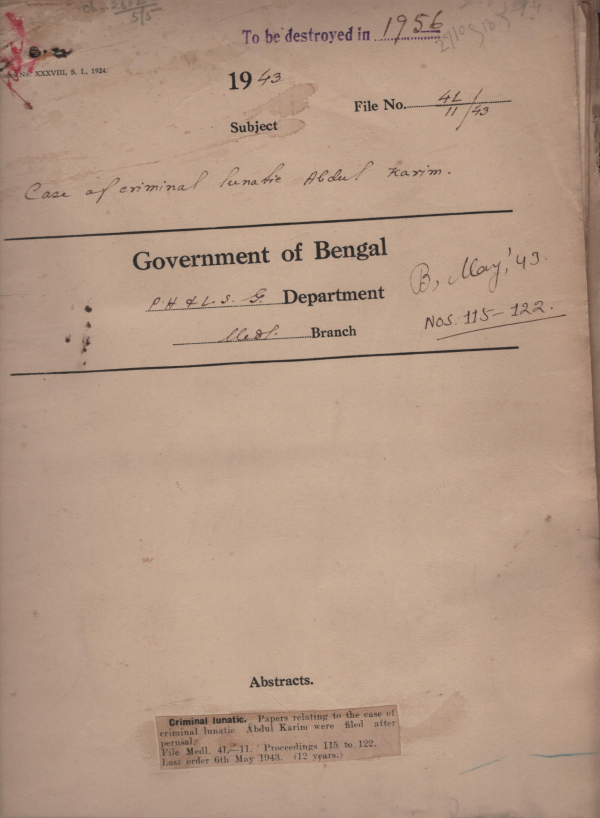 To be destroyed in 1956
No. XXXVIII, S. I., 1924.
1943
File No. 4L/11 /43
Subject
Case of criminal lunatic Abdul Karim.
Government of Bengal
P.H & L.S.G. Department
Medl. Branch
B, May, '43.
Nos. 115-122.
Abstracts.
Criminal lunatic. Papers relating to the case of
criminal lunatic Abdul Karim were filed after
perusal.
File Medl. 4L-11. Proceedings 115 to 122.
Last order 6th May 1943. (12 years.)